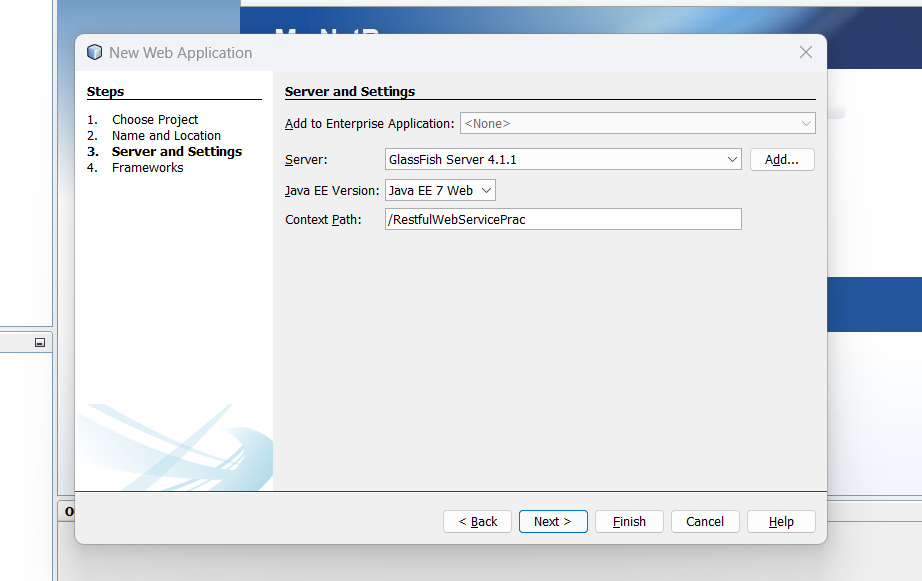 New Web Application
Steps
1. Choose Project
2. Name and Location
3. Server and Settings
4. Frameworks
Server and Settings
Add to Enterprise Application: <None>
Server: GlassFish Server 4.1.1 Add...
Java EE Version: Java EE 7 Web
Context Path: /RestfulWebServicePrac
< Back Next > Finish Cancel Help